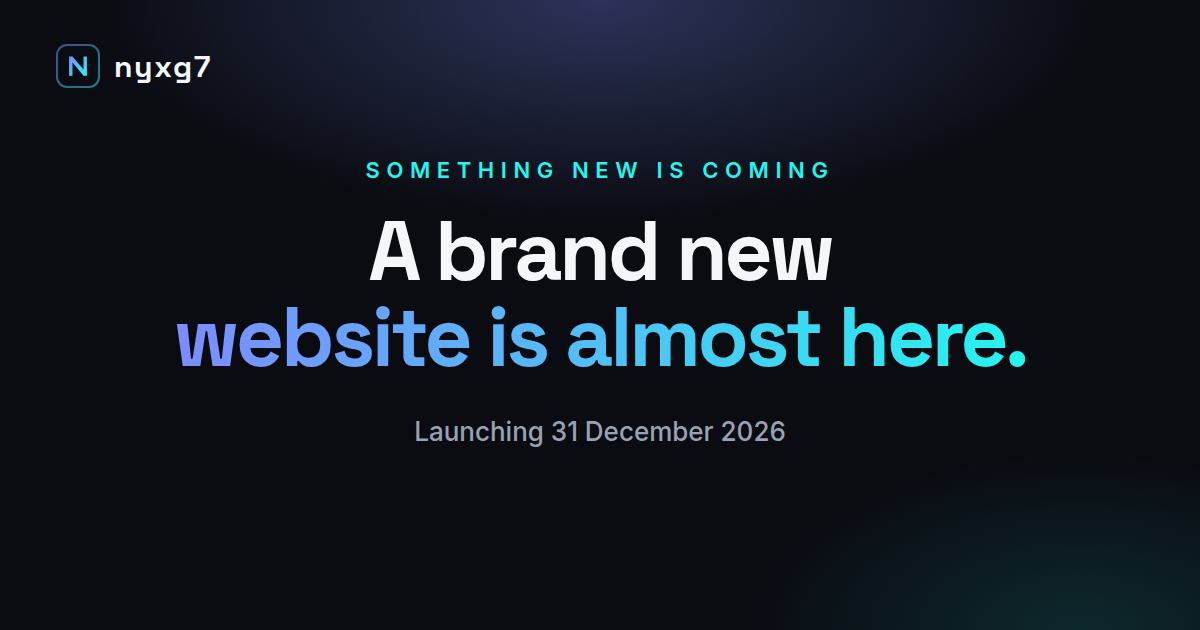 N nyxg7
SOMETHING NEW IS COMING
A brand new
website is almost here.
Launching 31 December 2026